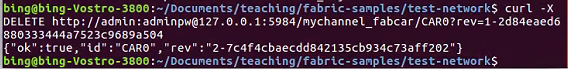 bing@bing-Vostro-3800:~/Documents/teaching/fabric-samples/test-network$ curl -X
DELETE http://admin:adminpw@127.0.0.1:5984/mychannel_fabcar/CAR0?rev=1-2d84eaed6
880333444a7523c9689a504
{"ok":true,"id":"CAR0","rev":"2-7c4f4cbaecdd842135cb934c73aff202"}
bing@bing-Vostro-3800:~/Documents/teaching/fabric-samples/test-network$